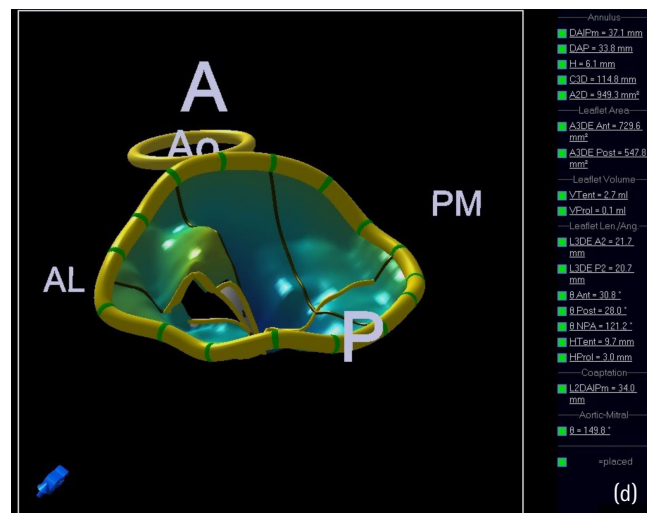 A
Ao
PM
AL
P
Annulus
DAlPm = 37.1 mm
DAP = 33.8 mm
H = 6.1 mm
C3D = 114.8 mm
A2D = 949.3 mm²
Leaflet Area
A3DE Ant = 729.6
mm²
A3DE Post = 547.8
mm²
Leaflet Volume
VTent = 2.7 ml
VProl = 0.1 ml
Leaflet Len./Ang.
L3DE A2 = 21.7
mm
L3DE P2 = 20.7
mm
θ Ant = 30.8 °
θ Post = 28.0 °
θ NPA = 121.2 °
HTent = 9.7 mm
HProl = 3.0 mm
Coaptation
L2DAlPm = 34.0
mm
Aortic-Mitral
θ = 149.8 °
=placed
(d)